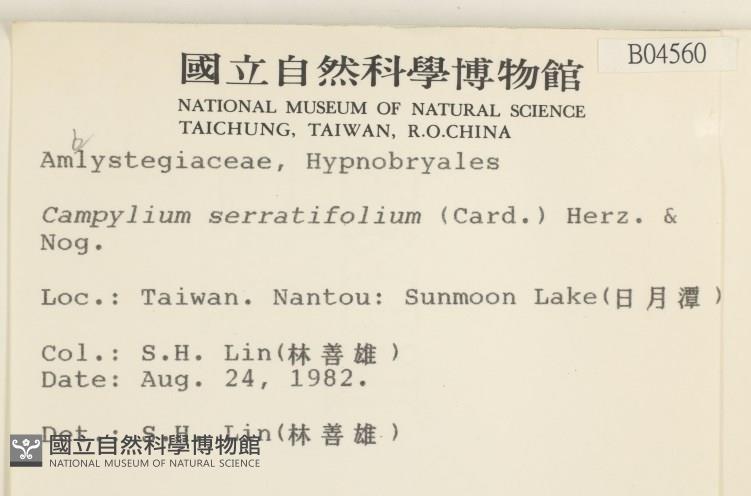 國立自然科學博物館
B04560
NATIONAL MUSEUM OF NATURAL SCIENCE
TAICHUNG, TAIWAN, R.O.CHINA
b
Amlystegiaceae, Hypnobryales
Campylium serratifolium (Card.) Herz. &
Nog.
Loc.: Taiwan. Nantou: Sunmoon Lake(日月潭)
Col.: S.H. Lin(林善雄)
Date: Aug. 24, 1982.
Det.: S.H. Lin(林善雄)
國立自然科學博物館
NATIONAL MUSEUM OF NATURAL SCIENCE